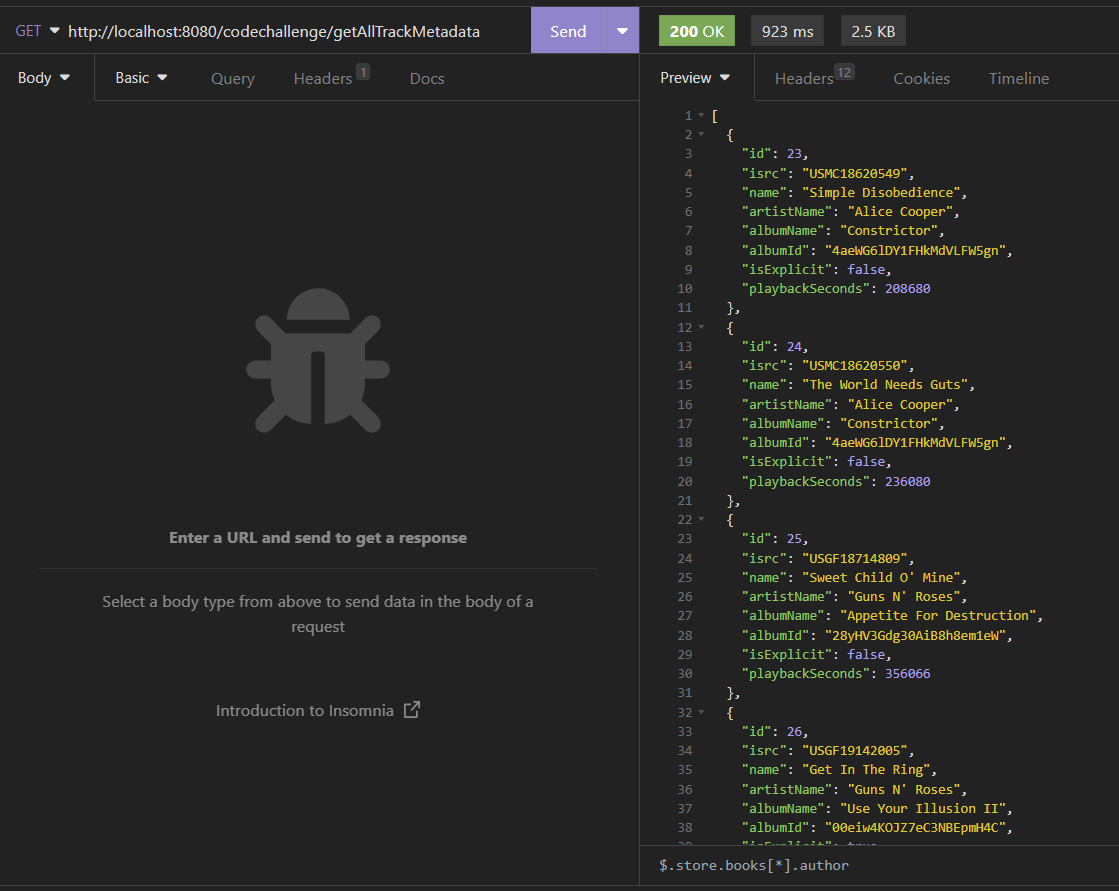 GET http://localhost:8080/codechallenge/getAllTrackMetadata Send 200 OK 923 ms 2.5 KB
Body Basic Query Headers 1 Docs
Enter a URL and send to get a response
Select a body type from above to send data in the body of a
request
Introduction to Insomnia
Preview Headers 12 Cookies Timeline
1 [
2 {
3 "id": 23,
4 "isrc": "USMC18620549",
5 "name": "Simple Disobedience",
6 "artistName": "Alice Cooper",
7 "albumName": "Constrictor",
8 "albumId": "4aeWG6lDY1FHkMdVLFW5gn",
9 "isExplicit": false,
10 "playbackSeconds": 208680
11 },
12 {
13 "id": 24,
14 "isrc": "USMC18620550",
15 "name": "The World Needs Guts",
16 "artistName": "Alice Cooper",
17 "albumName": "Constrictor",
18 "albumId": "4aeWG6lDY1FHkMdVLFW5gn",
19 "isExplicit": false,
20 "playbackSeconds": 236080
21 },
22 {
23 "id": 25,
24 "isrc": "USGF18714809",
25 "name": "Sweet Child O' Mine",
26 "artistName": "Guns N' Roses",
27 "albumName": "Appetite For Destruction",
28 "albumId": "28yHV3Gdg30AiB8h8em1eW",
29 "isExplicit": false,
30 "playbackSeconds": 356066
31 },
32 {
33 "id": 26,
34 "isrc": "USGF19142005",
35 "name": "Get In The Ring",
36 "artistName": "Guns N' Roses",
37 "albumName": "Use Your Illusion II",
38 "albumId": "00eiw4KOJZ7eC3NBEpmH4C",
39 "isExplicit": true,
$.store.books[*].author